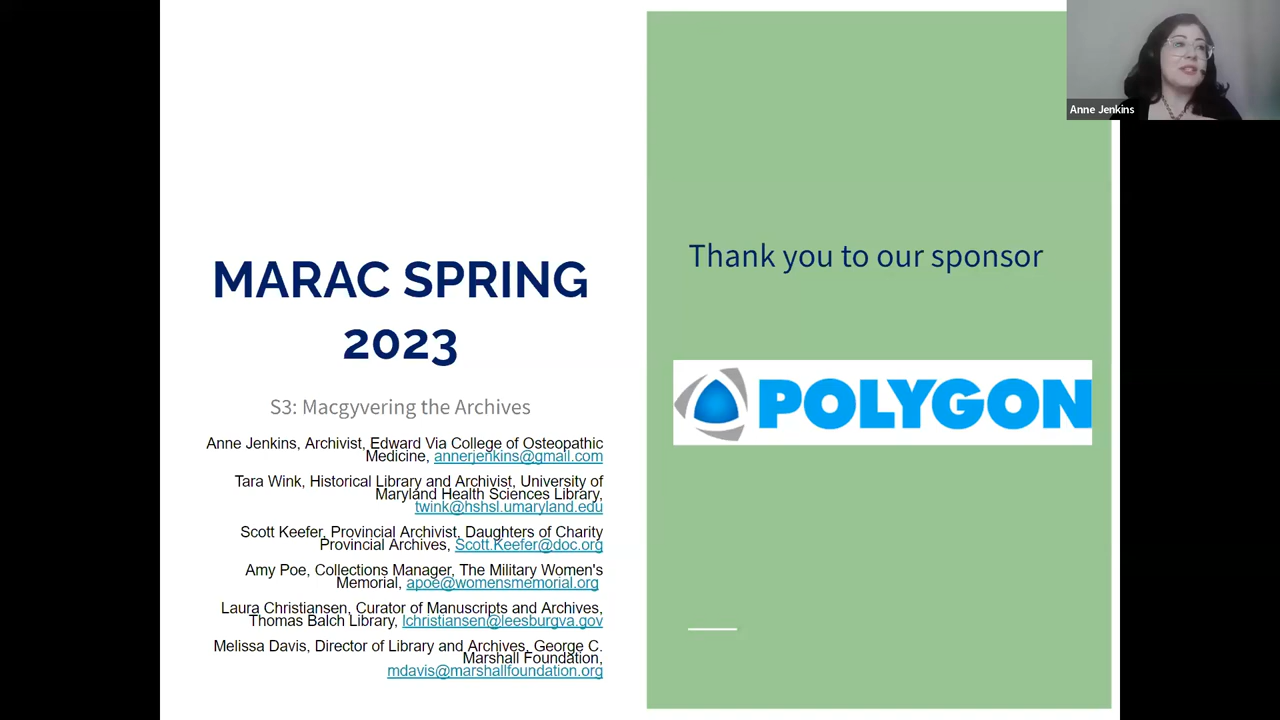 MARAC SPRING
2023
S3: Macgyvering the Archives
Anne Jenkins, Archivist, Edward Via College of Osteopathic
Medicine, annerjenkins@gmail.com
Tara Wink, Historical Library and Archivist, University of
Maryland Health Sciences Library,
twink@hshsl.umaryland.edu
Scott Keefer, Provincial Archivist, Daughters of Charity
Provincial Archives, Scott.Keefer@doc.org
Amy Poe, Collections Manager, The Military Women's
Memorial, apoe@womensmemorial.org
Laura Christiansen, Curator of Manuscripts and Archives,
Thomas Balch Library, lchristiansen@leesburgva.gov
Melissa Davis, Director of Library and Archives, George C.
Marshall Foundation,
mdavis@marshallfoundation.org
Thank you to our sponsor
POLYGON
Anne Jenkins